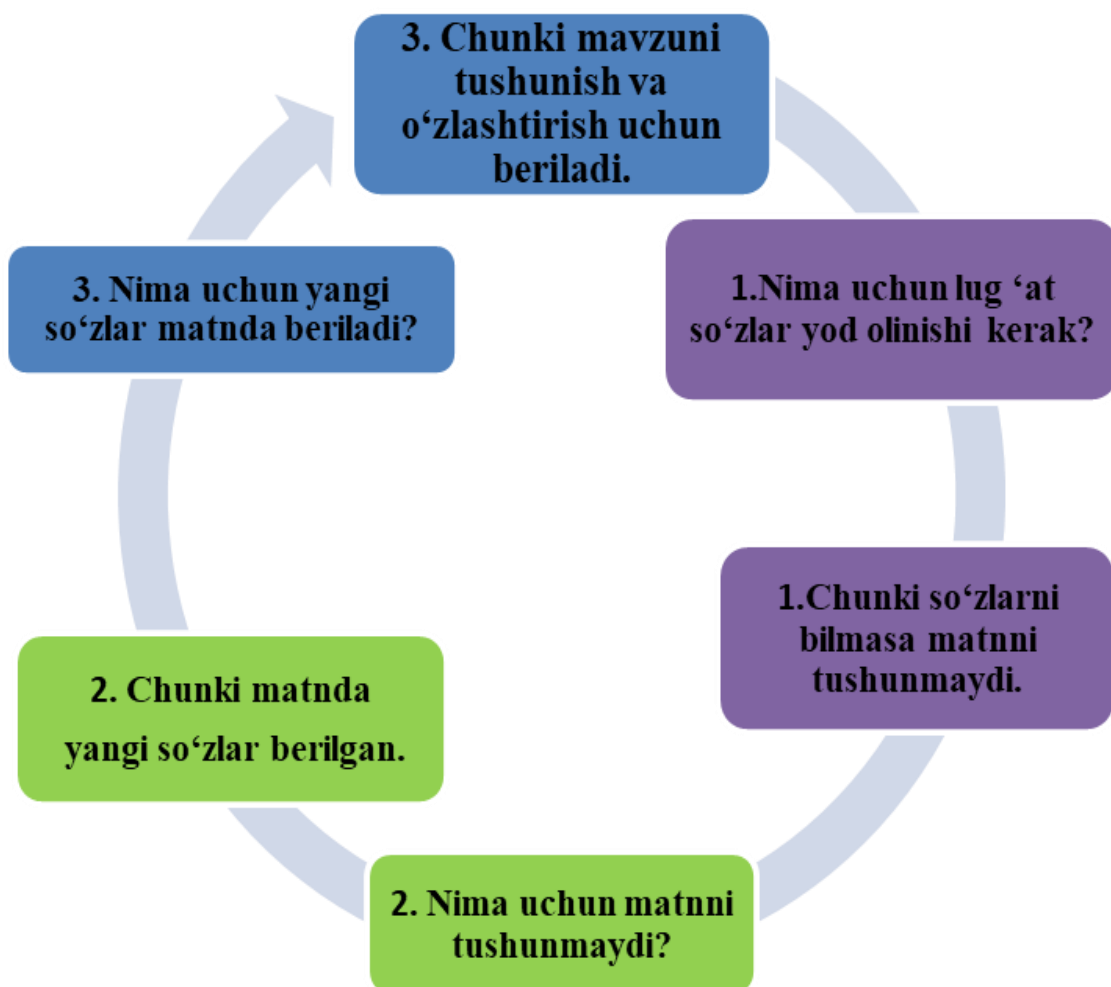 3. Chunki mavzuni
tushunish va
o‘zlashtirish uchun
beriladi.
1.Nima uchun lug ‘at
so‘zlar yod olinishi kerak?
1.Chunki so‘zlarni
bilmasa matnni
tushunmaydi.
2. Nima uchun matnni
tushunmaydi?
2. Chunki matnda
yangi so‘zlar berilgan.
3. Nima uchun yangi
so‘zlar matnda beriladi?